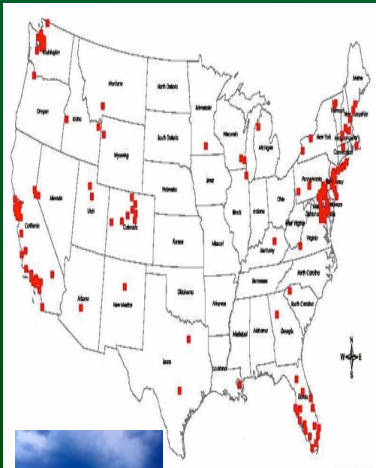 Washington
Montana
North Dakota
Minnesota
Maine
Oregon
Idaho
South Dakota
Wisconsin
Michigan
New York
Wyoming
Iowa
Nebraska
Pennsylvania
Nevada
Utah
Colorado
Illinois
Indiana
Ohio
West Virginia
California
Kansas
Missouri
Kentucky
Virginia
Arizona
New Mexico
Oklahoma
Arkansas
Tennessee
North Carolina
South Carolina
Mississippi
Alabama
Georgia
Texas
Louisiana
Florida
N
W
E
S